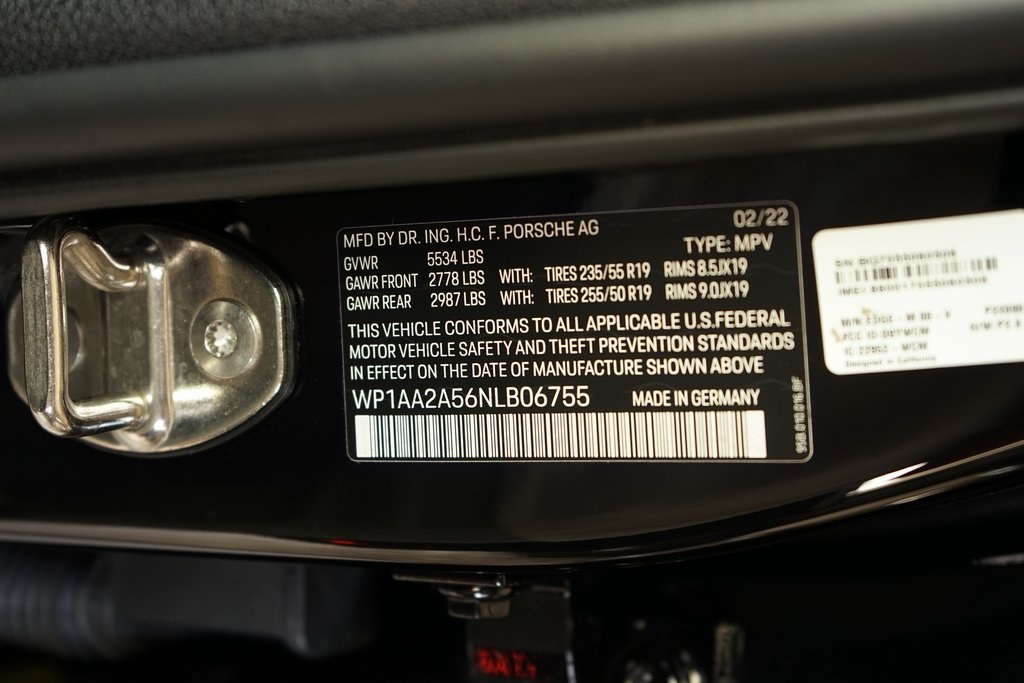 MFD BY DR. ING. H.C. F. PORSCHE AG 02/22
TYPE: MPV
GVWR 5534 LBS
GAWR FRONT 2778 LBS WITH: TIRES 235/55 R19 RIMS 8.5JX19
GAWR REAR 2987 LBS WITH: TIRES 255/50 R19 RIMS 9.0JX19
THIS VEHICLE CONFORMS TO ALL APPLICABLE U.S. FEDERAL
MOTOR VEHICLE SAFETY AND THEFT PREVENTION STANDARDS
IN EFFECT ON THE DATE OF MANUFACTURE SHOWN ABOVE
WP1AA2A56NLB06755 MADE IN GERMANY
Designed in California